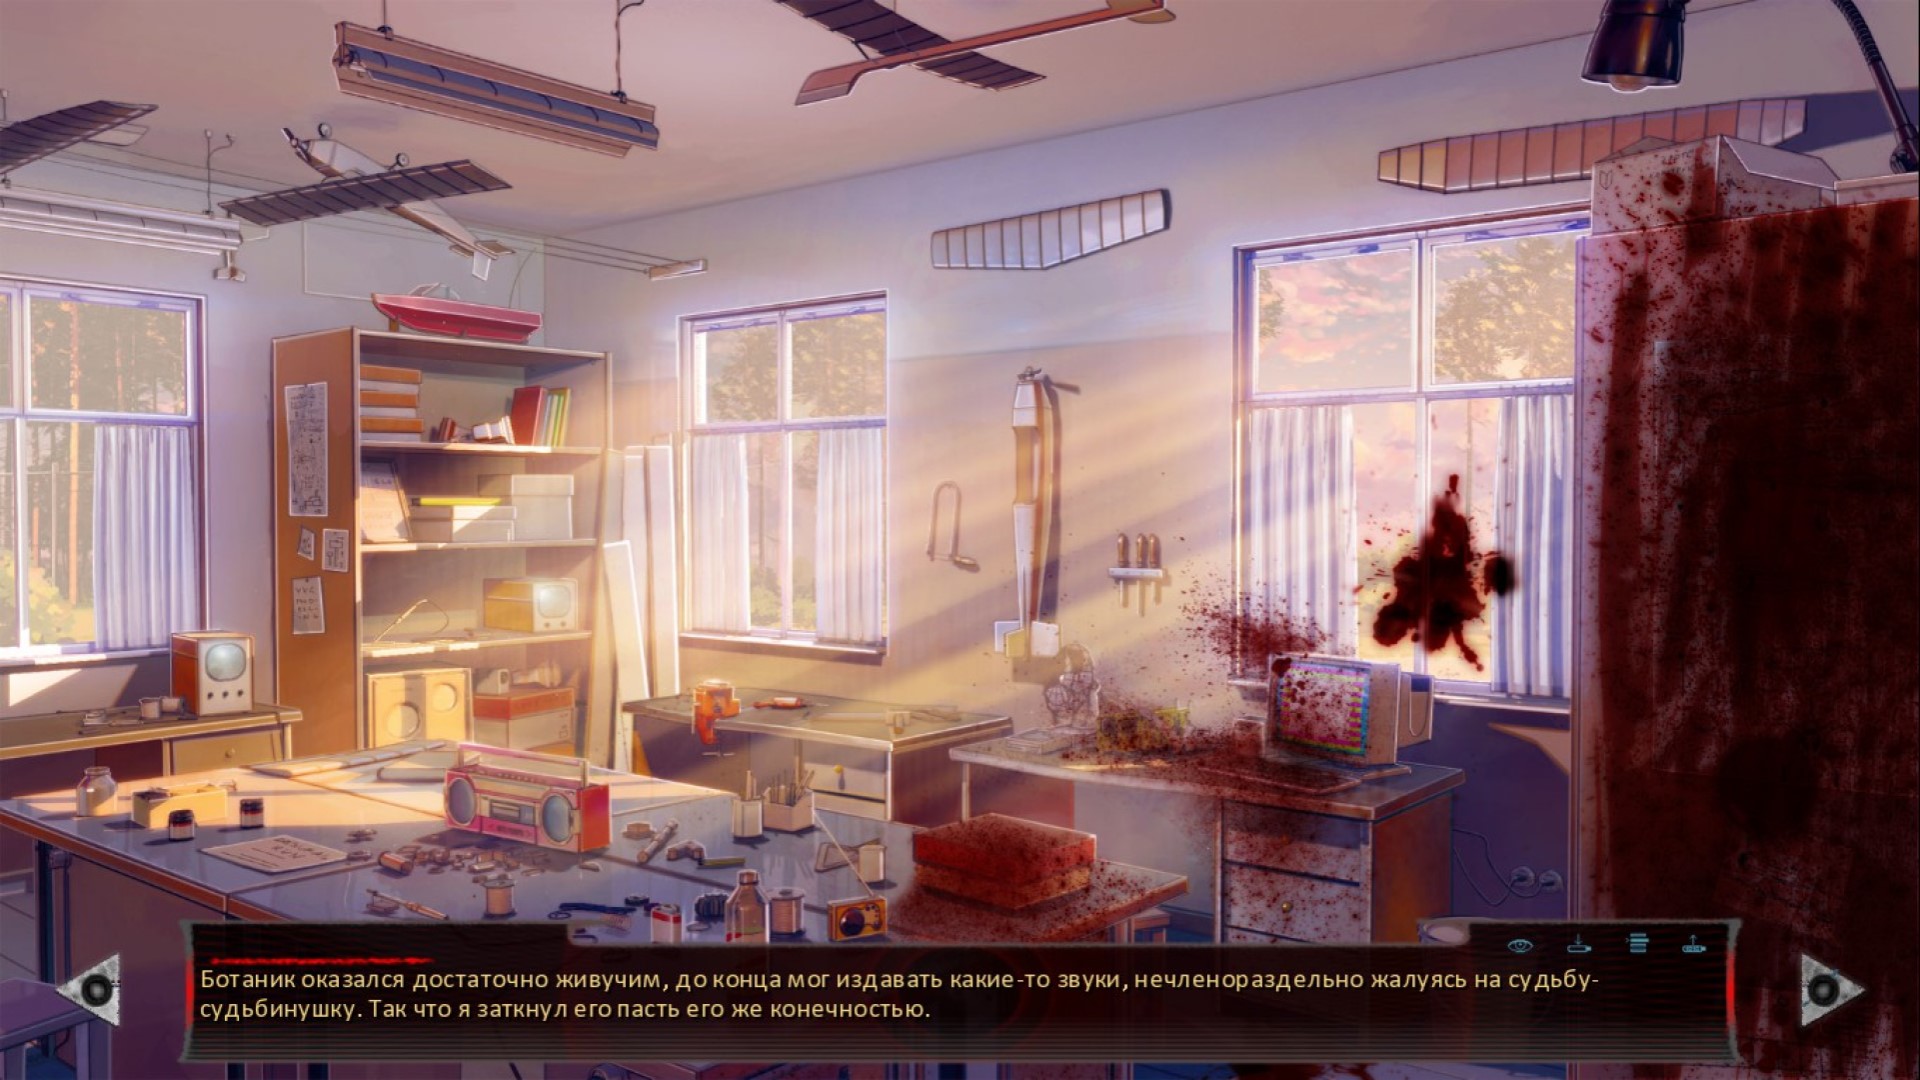 Ботаник оказался достаточно живучим, до конца мог издавать какие-то звуки, нечленораздельно жалуясь на судьбу-
судьбинушку. Так что я заткнул его пасть его же конечностью.